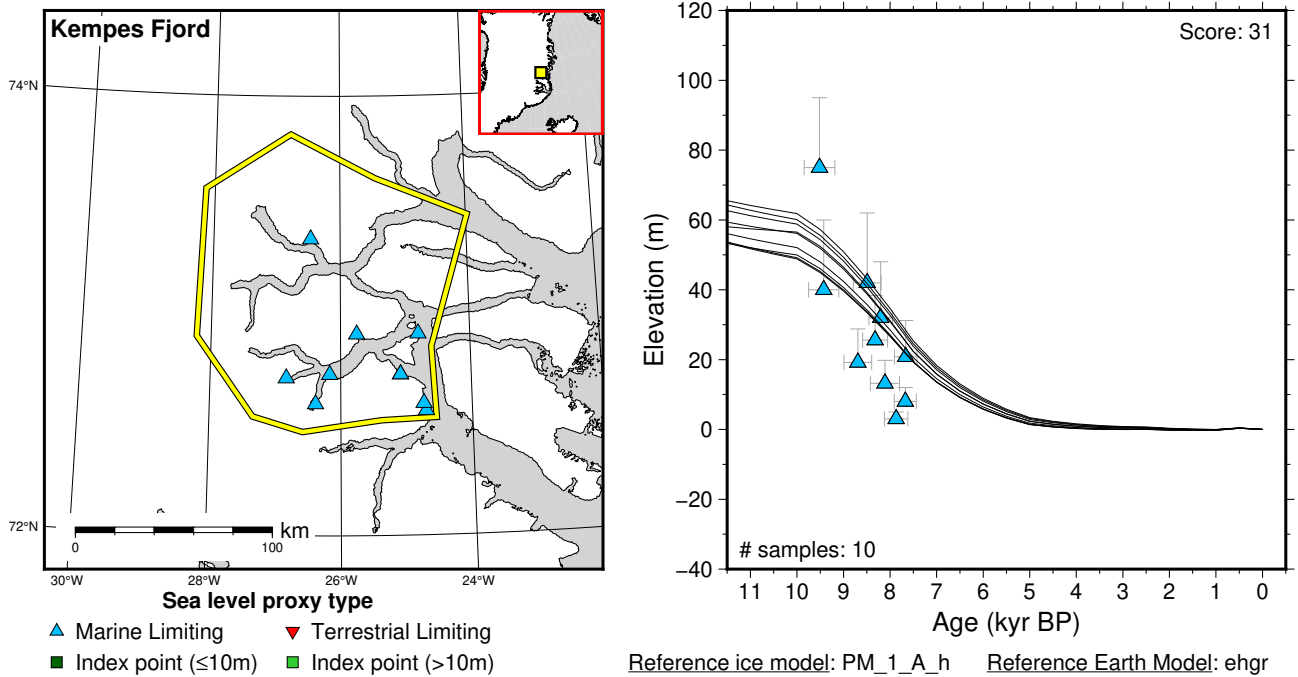 Kempes Fjord
74°N
72°N
30°W
28°W
26°W
24°W
km
0
100
Sea level proxy type
Marine Limiting
Terrestrial Limiting
Index point (≤10m)
Index point (>10m)
Score: 31
# samples: 10
Elevation (m)
120
100
80
60
40
20
0
−20
−40
11 10 9 8 7 6 5 4 3 2 1 0
Age (kyr BP)
Reference ice model: PM_1_A_h Reference Earth Model: ehgr